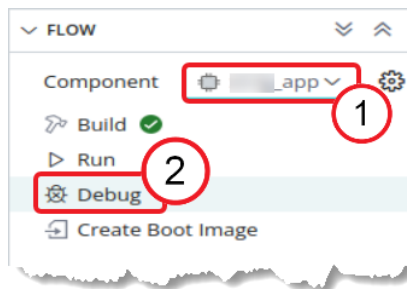 FLOW
Component _app
1
Build
2
Run
Debug
Create Boot Image